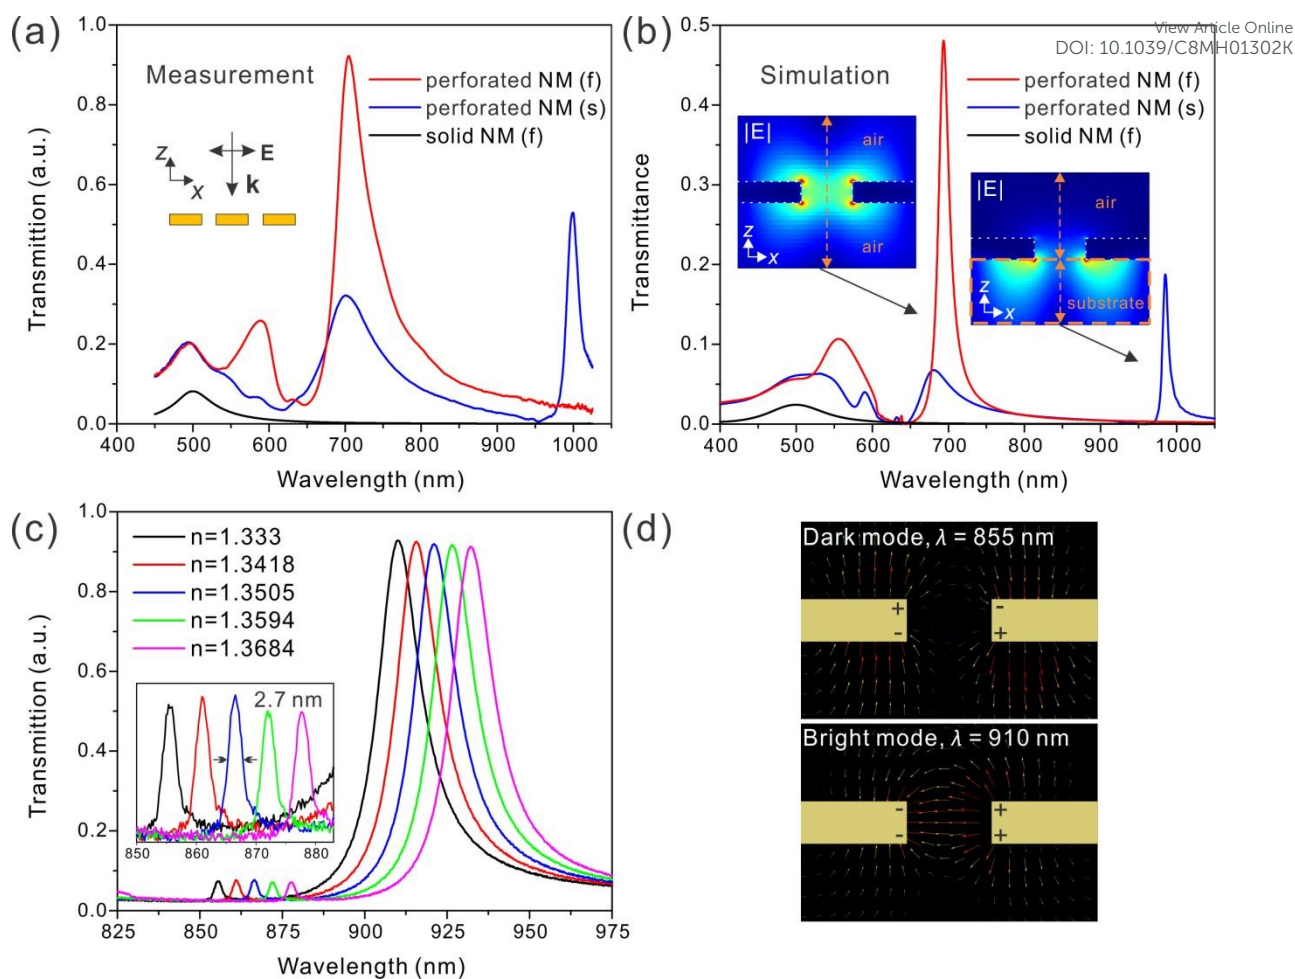 View Article Online
DOI: 10.1039/C8MH01302K
(a)
Measurement
perforated NM (f)
perforated NM (s)
solid NM (f)
z
x
E
k
Transmittion (a.u.)
1.0
0.8
0.6
0.4
0.2
0.0
400 500 600 700 800 900 1000
Wavelength (nm)
(b)
Simulation
perforated NM (f)
perforated NM (s)
solid NM (f)
|E|
air
air
z
x
|E|
air
substrate
z
x
Transmittance
0.5
0.4
0.3
0.2
0.1
0.0
400 500 600 700 800 900 1000
Wavelength (nm)
(c)
n=1.333
n=1.3418
n=1.3505
n=1.3594
n=1.3684
2.7 nm
850 860 870 880
Transmittion (a.u.)
1.0
0.8
0.6
0.4
0.2
0.0
825 850 875 900 925 950 975
Wavelength (nm)
(d)
Dark mode, λ = 855 nm
+ -
- +
Bright mode, λ = 910 nm
- +
- +